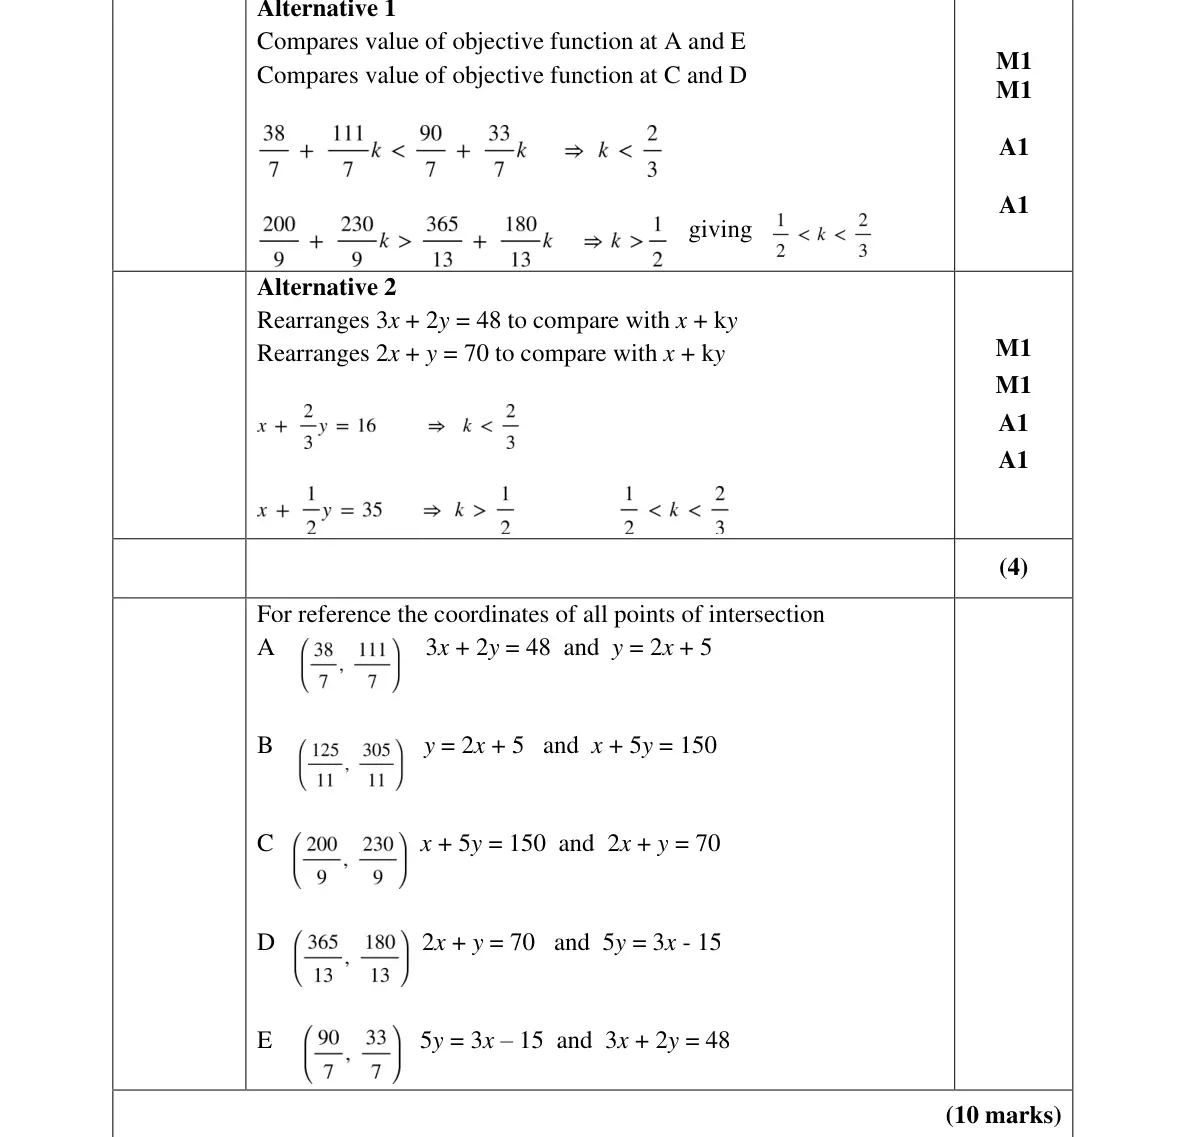 Alternative 1
Compares value of objective function at A and E
Compares value of objective function at C and D
M1
M1
38/7 + 111/7 k < 90/7 + 33/7 k ⇒ k < 2/3
A1
200/9 + 230/9 k > 365/13 + 180/13 k ⇒ k > 1/2 giving 1/2 < k < 2/3
A1
Alternative 2
Rearranges 3x + 2y = 48 to compare with x + ky
Rearranges 2x + y = 70 to compare with x + ky
M1
M1
x + 2/3 y = 16 ⇒ k < 2/3
A1
A1
x + 1/2 y = 35 ⇒ k > 1/2 1/2 < k < 2/3
(4)
For reference the coordinates of all points of intersection
A (38/7, 111/7) 3x + 2y = 48 and y = 2x + 5
B (125/11, 305/11) y = 2x + 5 and x + 5y = 150
C (200/9, 230/9) x + 5y = 150 and 2x + y = 70
D (365/13, 180/13) 2x + y = 70 and 5y = 3x - 15
E (90/7, 33/7) 5y = 3x – 15 and 3x + 2y = 48
(10 marks)